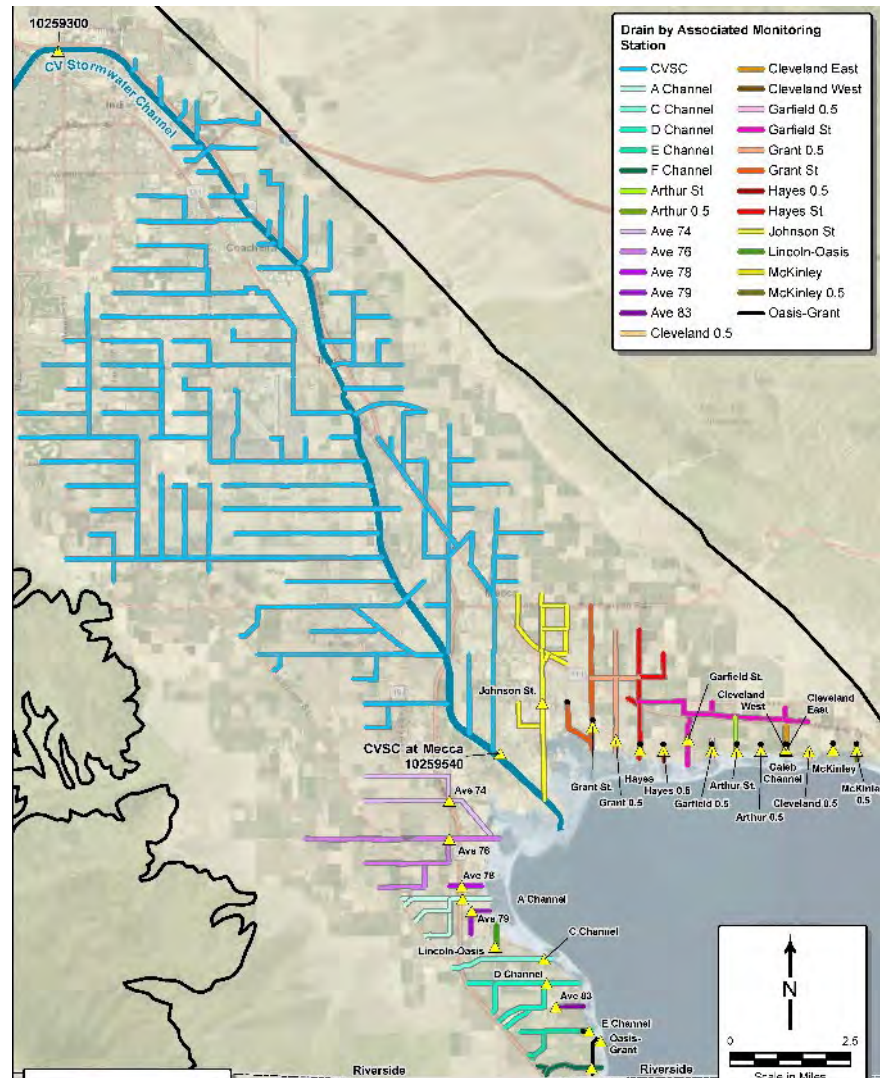 10259300
CV Stormwater Channel
Drain by Associated Monitoring
Station
CVSC
A Channel
C Channel
D Channel
E Channel
F Channel
Arthur St
Arthur 0.5
Ave 74
Ave 76
Ave 78
Ave 79
Ave 83
Cleveland 0.5
Cleveland East
Cleveland West
Garfield 0.5
Garfield St
Grant 0.5
Grant St
Hayes 0.5
Hayes St
Johnson St
Lincoln-Oasis
McKinley
McKinley 0.5
Oasis-Grant
Coachella
Mecca
Johnson St.
CVSC at Mecca
10259540
Garfield St.
Cleveland
West
Cleveland
East
Grant St.
Grant 0.5
Hayes
Hayes 0.5
Garfield 0.5
Arthur St.
Arthur 0.5
Caleb
Channel
Cleveland 0.5
McKinley
McKinle
0.5
Ave 74
Ave 76
Ave 78
A Channel
Ave 79
Lincoln-Oasis
C Channel
D Channel
Ave 83
E Channel
Oasis-
Grant
N
0
2.5
Scale in Miles
Riverside
Riverside